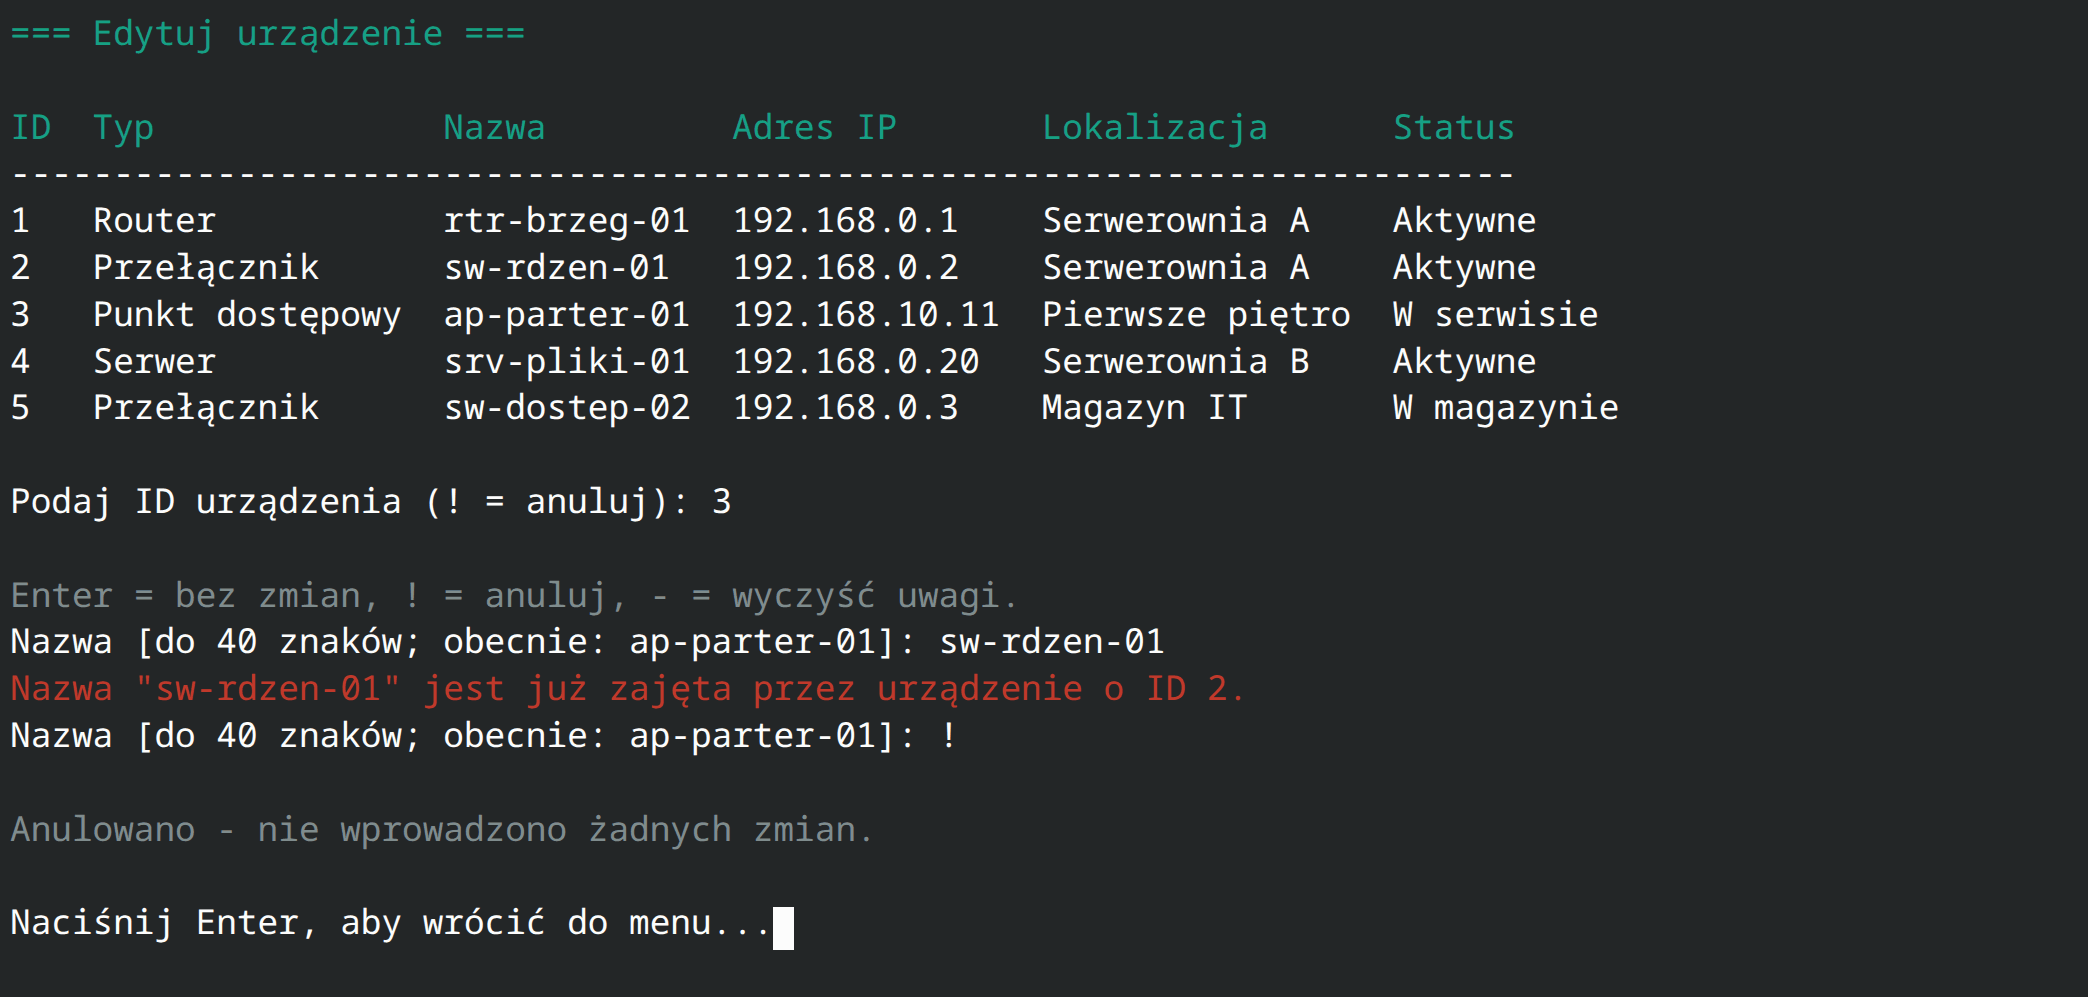 === Edytuj urządzenie ===
ID Typ Nazwa Adres IP Lokalizacja Status
-------------------------------------------------------------------------
1 Router rtr-brzeg-01 192.168.0.1 Serwerownia A Aktywne
2 Przełącznik sw-rdzen-01 192.168.0.2 Serwerownia A Aktywne
3 Punkt dostępowy ap-parter-01 192.168.10.11 Pierwsze piętro W serwisie
4 Serwer srv-pliki-01 192.168.0.20 Serwerownia B Aktywne
5 Przełącznik sw-dostep-02 192.168.0.3 Magazyn IT W magazynie
Podaj ID urządzenia (! = anuluj): 3
Enter = bez zmian, ! = anuluj, - = wyczyść uwagi.
Nazwa [do 40 znaków; obecnie: ap-parter-01]: sw-rdzen-01
Nazwa "sw-rdzen-01" jest już zajęta przez urządzenie o ID 2.
Nazwa [do 40 znaków; obecnie: ap-parter-01]: !
Anulowano - nie wprowadzono żadnych zmian.
Naciśnij Enter, aby wrócić do menu...